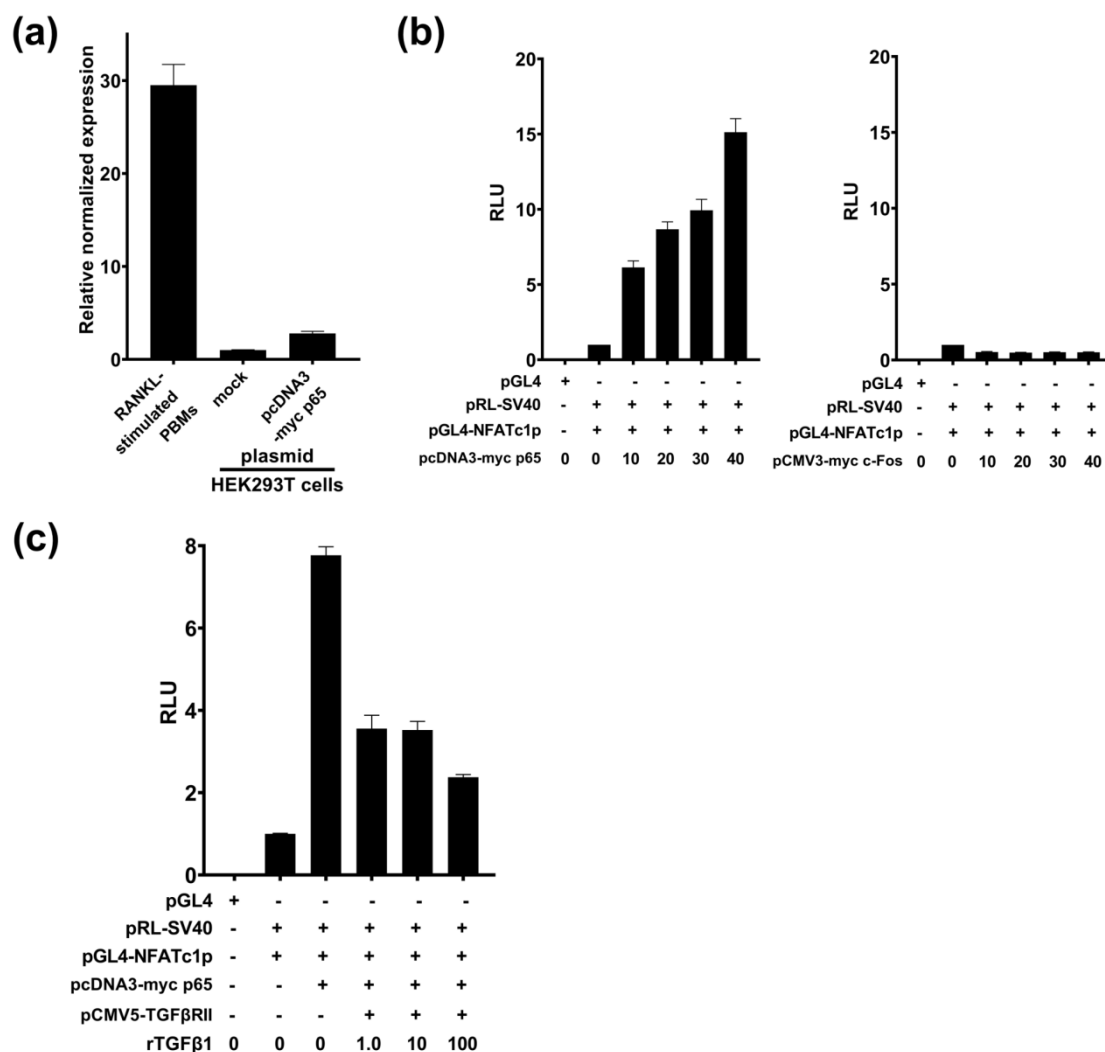 (a)
Relative normalized expression
30
20
10
0
RANKL-
stimulated
PBMs
mock
pcDNA3
-myc p65
plasmid
HEK293T cells
(b)
RLU
20
15
10
5
0
pGL4 + - - - - -
pRL-SV40 - + + + + +
pGL4-NFATc1p - + + + + +
pcDNA3-myc p65 0 0 10 20 30 40
RLU
20
15
10
5
0
pGL4 + - - - - -
pRL-SV40 - + + + + +
pGL4-NFATc1p - + + + + +
pCMV3-myc c-Fos 0 0 10 20 30 40
(c)
RLU
8
6
4
2
0
pGL4 + - - - - -
pRL-SV40 - + + + + +
pGL4-NFATc1p - + + + + +
pcDNA3-myc p65 - - + + + +
pCMV5-TGFβRII - - - + + +
rTGFβ1 0 0 0 1.0 10 100